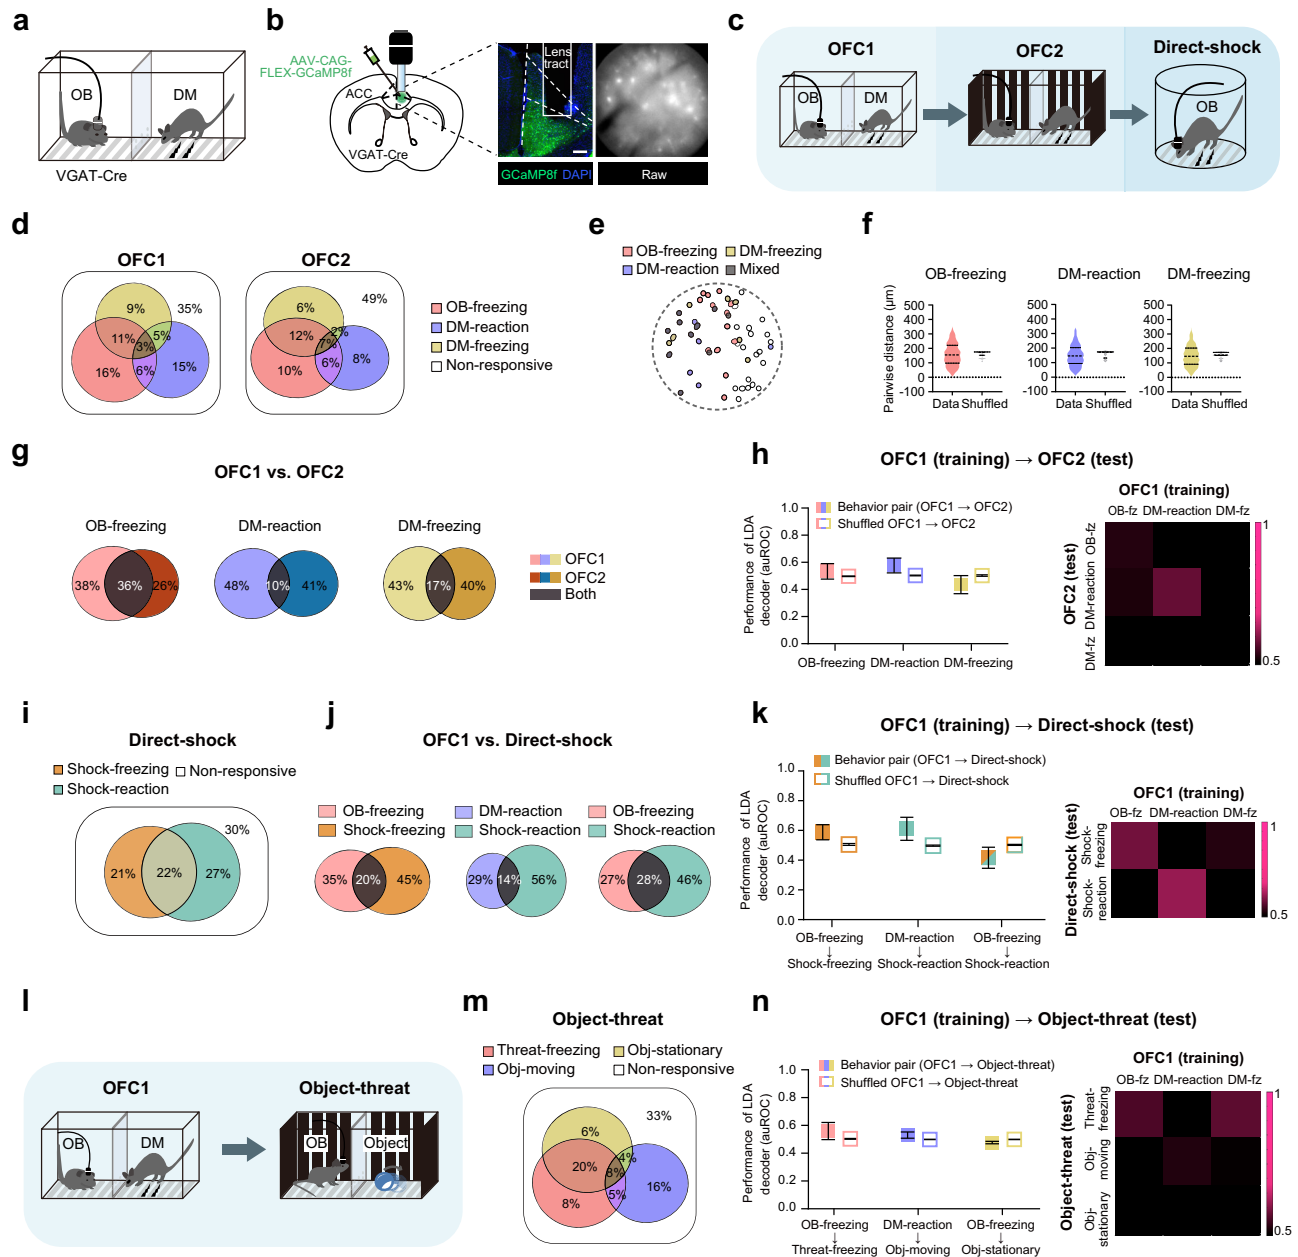 a
OB
DM
VGAT-Cre
b
AAV-CAG-
FLEX-GCaMP8f
ACC
VGAT-Cre
Lens
tract
GCaMP8f DAPI
Raw
c
OFC1
OFC2
Direct-shock
OB
DM
OB
DM
OB
d
OFC1
OFC2
9%
35%
11%
5%
3%
16%
6%
15%
6%
49%
12%
2%
7%
10%
6%
8%
OB-freezing
DM-reaction
DM-freezing
Non-responsive
e
OB-freezing
DM-freezing
DM-reaction
Mixed
f
OB-freezing
DM-reaction
DM-freezing
Pairwise distance (µm)
500
400
300
200
100
0
-100
Data Shuffled
500
400
300
200
100
0
-100
Data Shuffled
500
400
300
200
100
0
-100
Data Shuffled
g
OFC1 vs. OFC2
OB-freezing
DM-reaction
DM-freezing
38%
36%
26%
48%
10%
41%
43%
17%
40%
OFC1
OFC2
Both
h
OFC1 (training) → OFC2 (test)
Performance of LDA
decoder (auROC)
1.0
0.8
0.6
0.4
0.2
0.0
Behavior pair (OFC1 → OFC2)
Shuffled OFC1 → OFC2
OB-freezing
DM-reaction
DM-freezing
OFC1 (training)
OB-fz DM-reaction DM-fz
OFC2 (test)
OB-fz
DM-reaction
DM-fz
1
0.5
i
Direct-shock
Shock-freezing
Non-responsive
Shock-reaction
30%
21%
22%
27%
j
OFC1 vs. Direct-shock
OB-freezing
Shock-freezing
DM-reaction
Shock-reaction
OB-freezing
Shock-reaction
35%
20%
45%
29%
14%
56%
27%
28%
46%
k
OFC1 (training) → Direct-shock (test)
Performance of LDA
decoder (auROC)
1.0
0.8
0.6
0.4
0.2
0.0
Behavior pair (OFC1 → Direct-shock)
Shuffled OFC1 → Direct-shock
OB-freezing
↓
Shock-freezing
DM-reaction
↓
Shock-reaction
OB-freezing
↓
Shock-reaction
OFC1 (training)
OB-fz DM-reaction DM-fz
Direct-shock (test)
Shock-
freezing
Shock-
reaction
1
0.5
l
OFC1
Object-threat
OB
DM
OB
Object
m
Object-threat
Threat-freezing
Obj-stationary
Obj-moving
Non-responsive
33%
6%
20%
4%
8%
8%
5%
16%
n
OFC1 (training) → Object-threat (test)
Performance of LDA
decoder (auROC)
1.0
0.8
0.6
0.4
0.2
0.0
Behavior pair (OFC1 → Object-threat)
Shuffled OFC1 → Object-threat
OB-freezing
↓
Threat-freezing
DM-reaction
↓
Obj-moving
OB-freezing
↓
Obj-stationary
OFC1 (training)
OB-fz DM-reaction DM-fz
Object-threat (test)
Threat-
freezing
Obj-
moving
Obj-
stationary
1
0.5